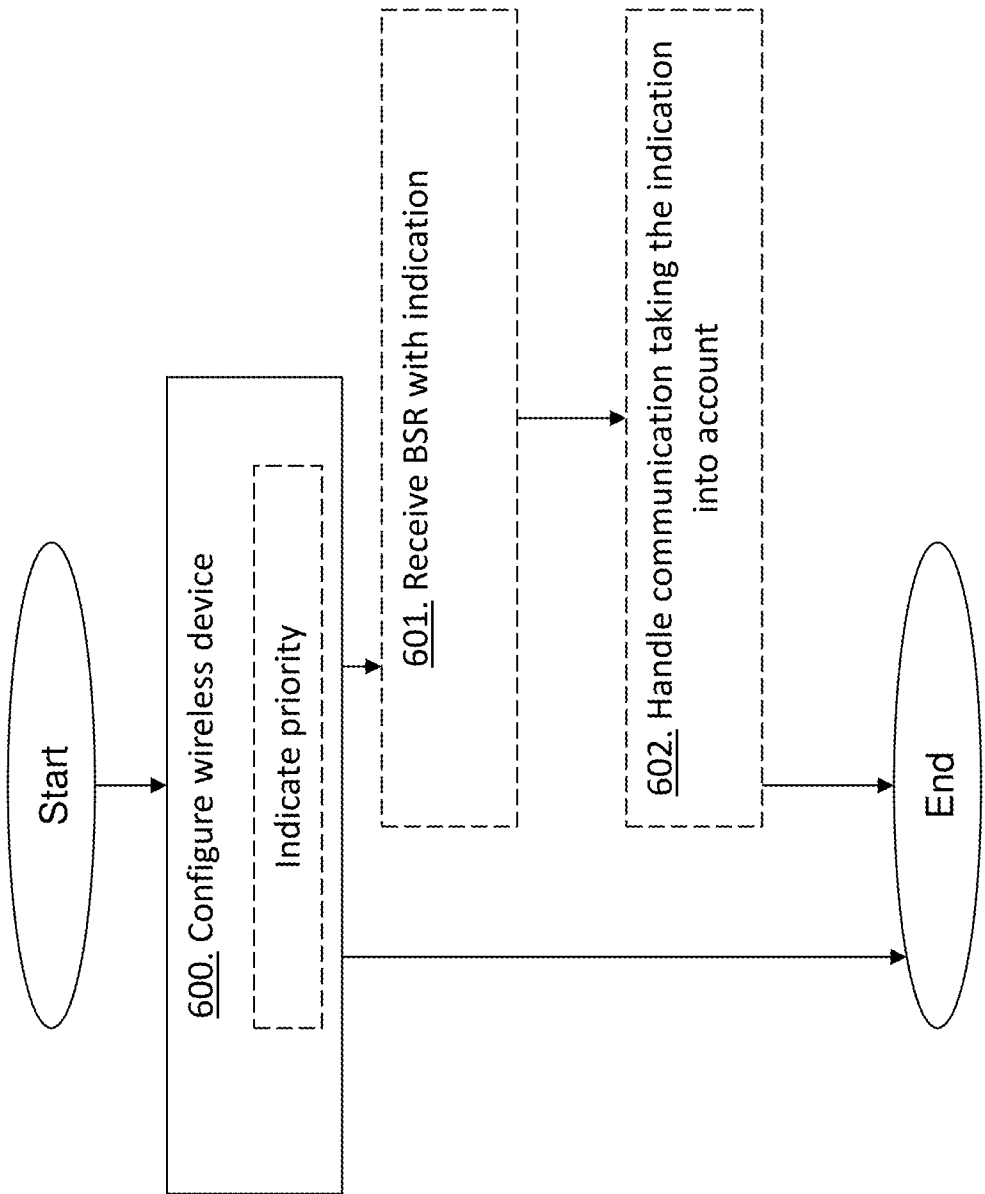 Start
600. Configure wireless device
Indicate priority
601. Receive BSR with indication
602. Handle communication taking the indication
into account
End